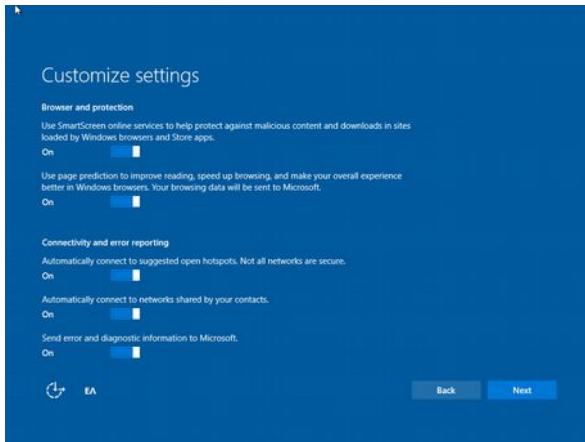 Customize settings
Browser and protection
Use SmartScreen online services to help protect against malicious content and downloads in sites
loaded by Windows browsers and Store apps.
On
Use page prediction to improve reading, speed up browsing, and make your overall experience
better in Windows browsers. Your browsing data will be sent to Microsoft.
On
Connectivity and error reporting
Automatically connect to suggested open hotspots. Not all networks are secure.
On
Automatically connect to networks shared by your contacts.
On
Send error and diagnostic information to Microsoft.
On
ΕΛ
Back Next